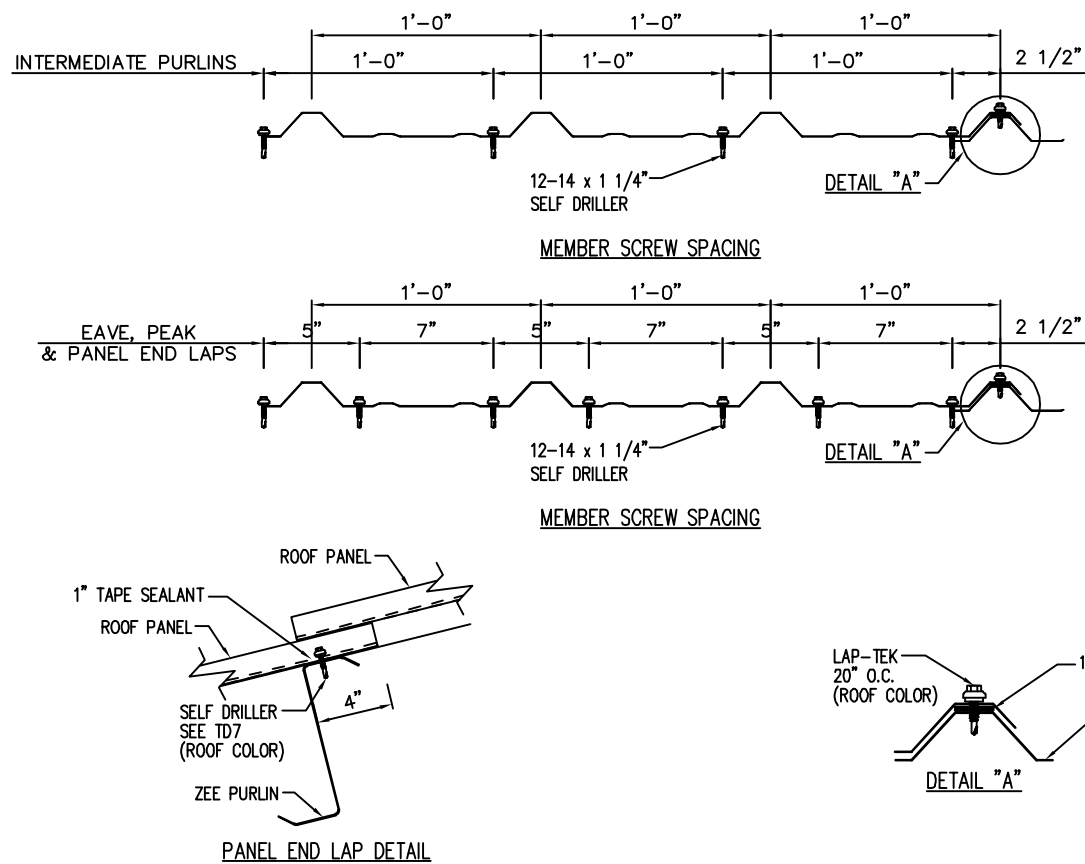 1'-0" 1'-0" 1'-0"
INTERMEDIATE PURLINS 1'-0" 1'-0" 1'-0" 2 1/2"
12-14 x 1 1/4"
SELF DRILLER
DETAIL "A"
MEMBER SCREW SPACING
1'-0" 1'-0" 1'-0"
EAVE, PEAK
& PANEL END LAPS
5" 7" 5" 7" 5" 7" 2 1/2"
12-14 x 1 1/4"
SELF DRILLER
DETAIL "A"
MEMBER SCREW SPACING
ROOF PANEL
1" TAPE SEALANT
ROOF PANEL
4"
SELF DRILLER
SEE TD7
(ROOF COLOR)
ZEE PURLIN
PANEL END LAP DETAIL
LAP-TEK
20" O.C.
(ROOF COLOR)
1
DETAIL "A"